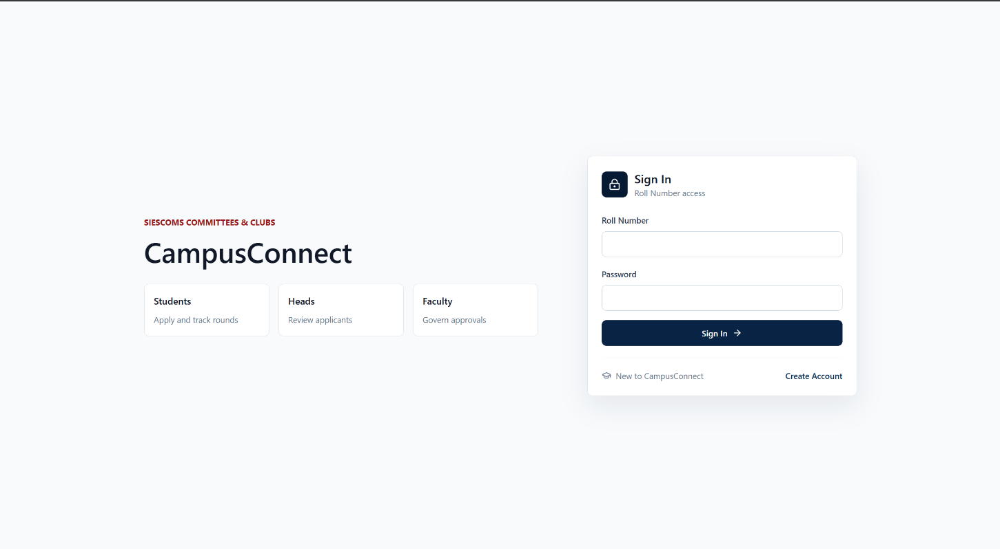 SIESCOMS COMMITTEES & CLUBS
CampusConnect
Students
Apply and track rounds
Heads
Review applicants
Faculty
Govern approvals
Sign In
Roll Number access
Roll Number
Password
Sign In →
New to CampusConnect
Create Account